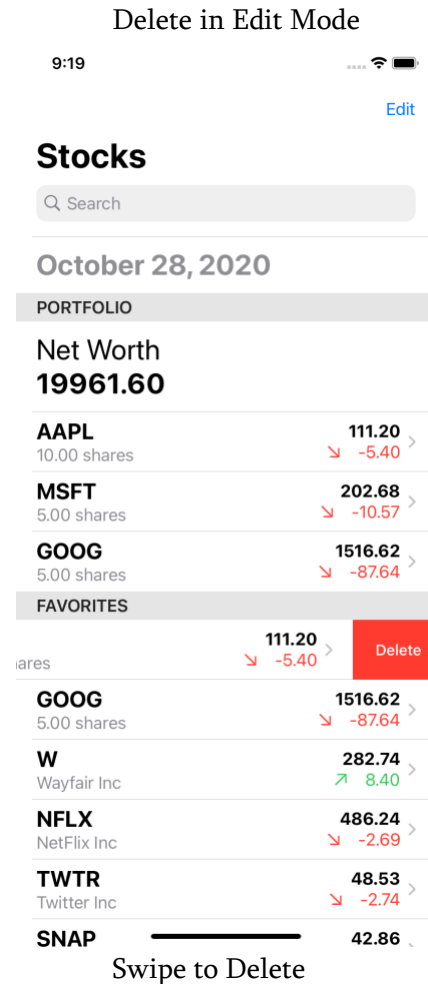 Delete in Edit Mode
9:19
Edit
Stocks
Search
October 28, 2020
PORTFOLIO
Net Worth
19961.60
AAPL 111.20
10.00 shares -5.40
MSFT 202.68
5.00 shares -10.57
GOOG 1516.62
5.00 shares -87.64
FAVORITES
111.20
ares -5.40 Delete
GOOG 1516.62
5.00 shares -87.64
W 282.74
Wayfair Inc 8.40
NFLX 486.24
NetFlix Inc -2.69
TWTR 48.53
Twitter Inc -2.74
SNAP 42.86
Swipe to Delete